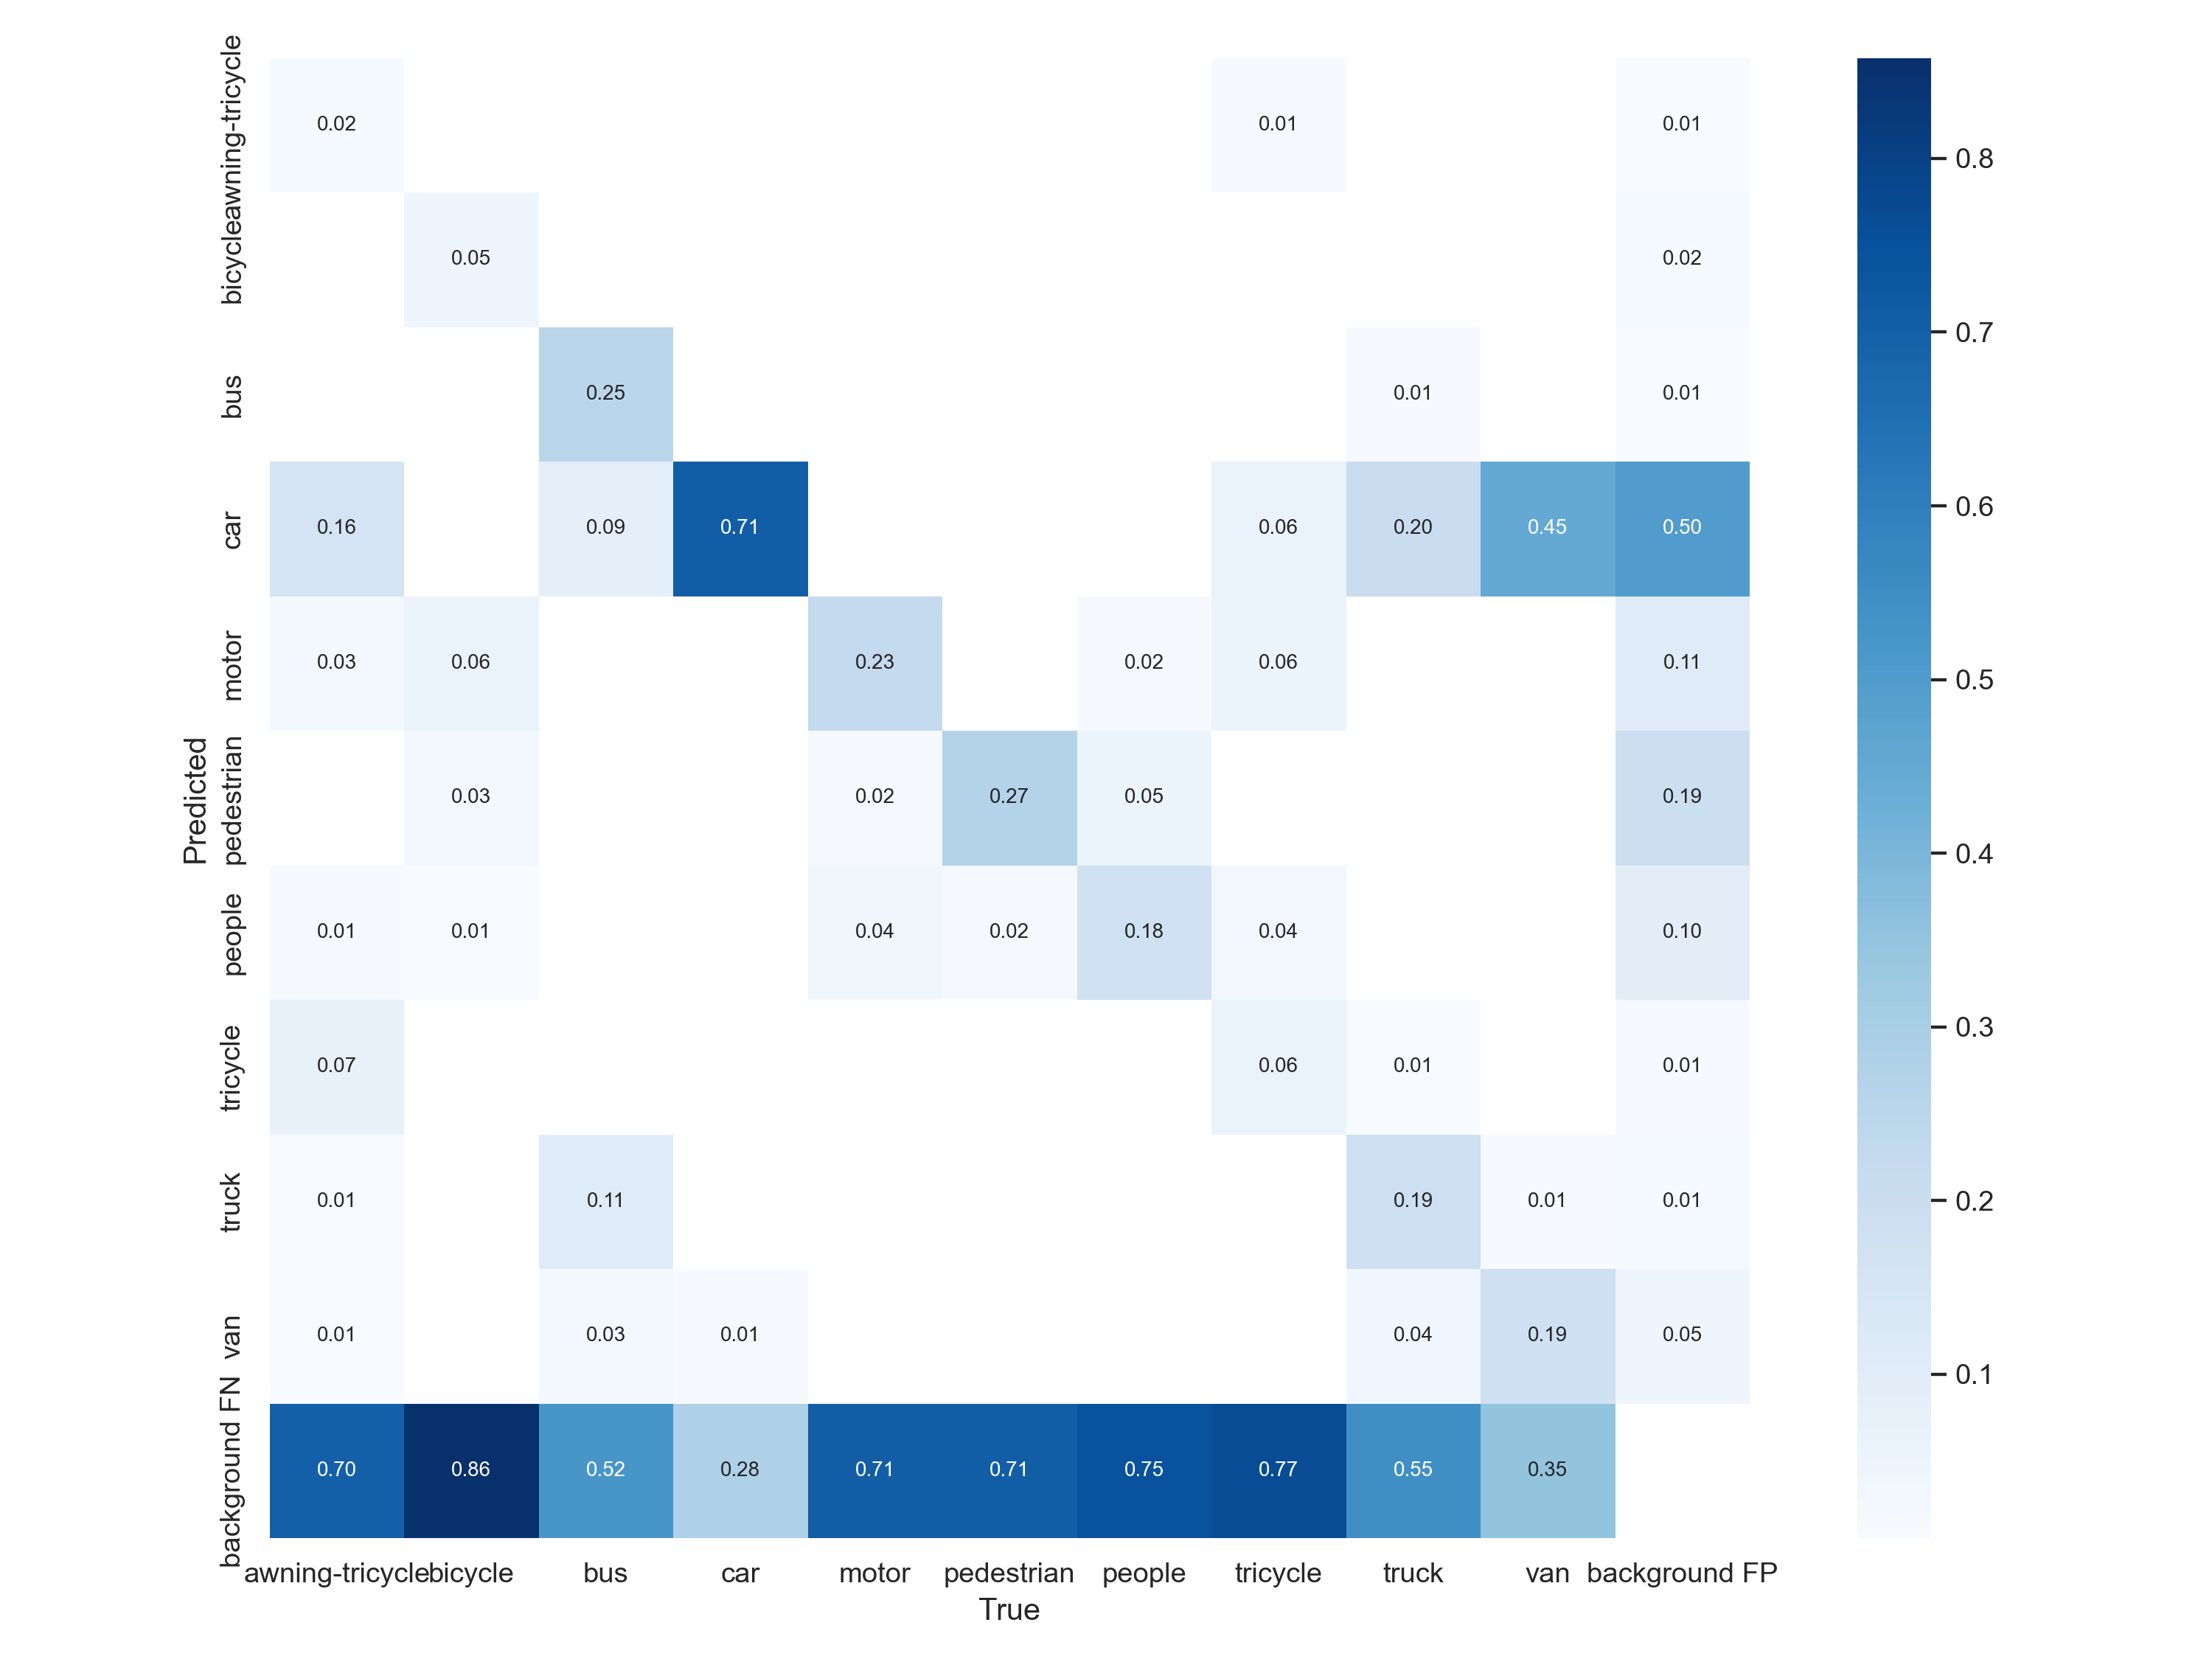 awning-tricycle
0.02 0.01 0.01
0.8
bicycle
0.05 0.02
0.7
bus
0.25 0.01 0.01
0.6
car
0.16 0.09 0.71 0.06 0.20 0.45 0.50
0.5
motor
0.03 0.06 0.23 0.02 0.06 0.11
Predicted
pedestrian
0.03 0.02 0.27 0.05 0.19
0.4
people
0.01 0.01 0.04 0.02 0.18 0.04 0.10
0.3
tricycle
0.07 0.06 0.01 0.01
truck
0.01 0.11 0.19 0.01 0.01
0.2
van
0.01 0.03 0.01 0.04 0.19 0.05
0.1
background FN
0.70 0.86 0.52 0.28 0.71 0.71 0.75 0.77 0.55 0.35
awning-tricycle bicycle bus car motor pedestrian people tricycle truck van background FP
True